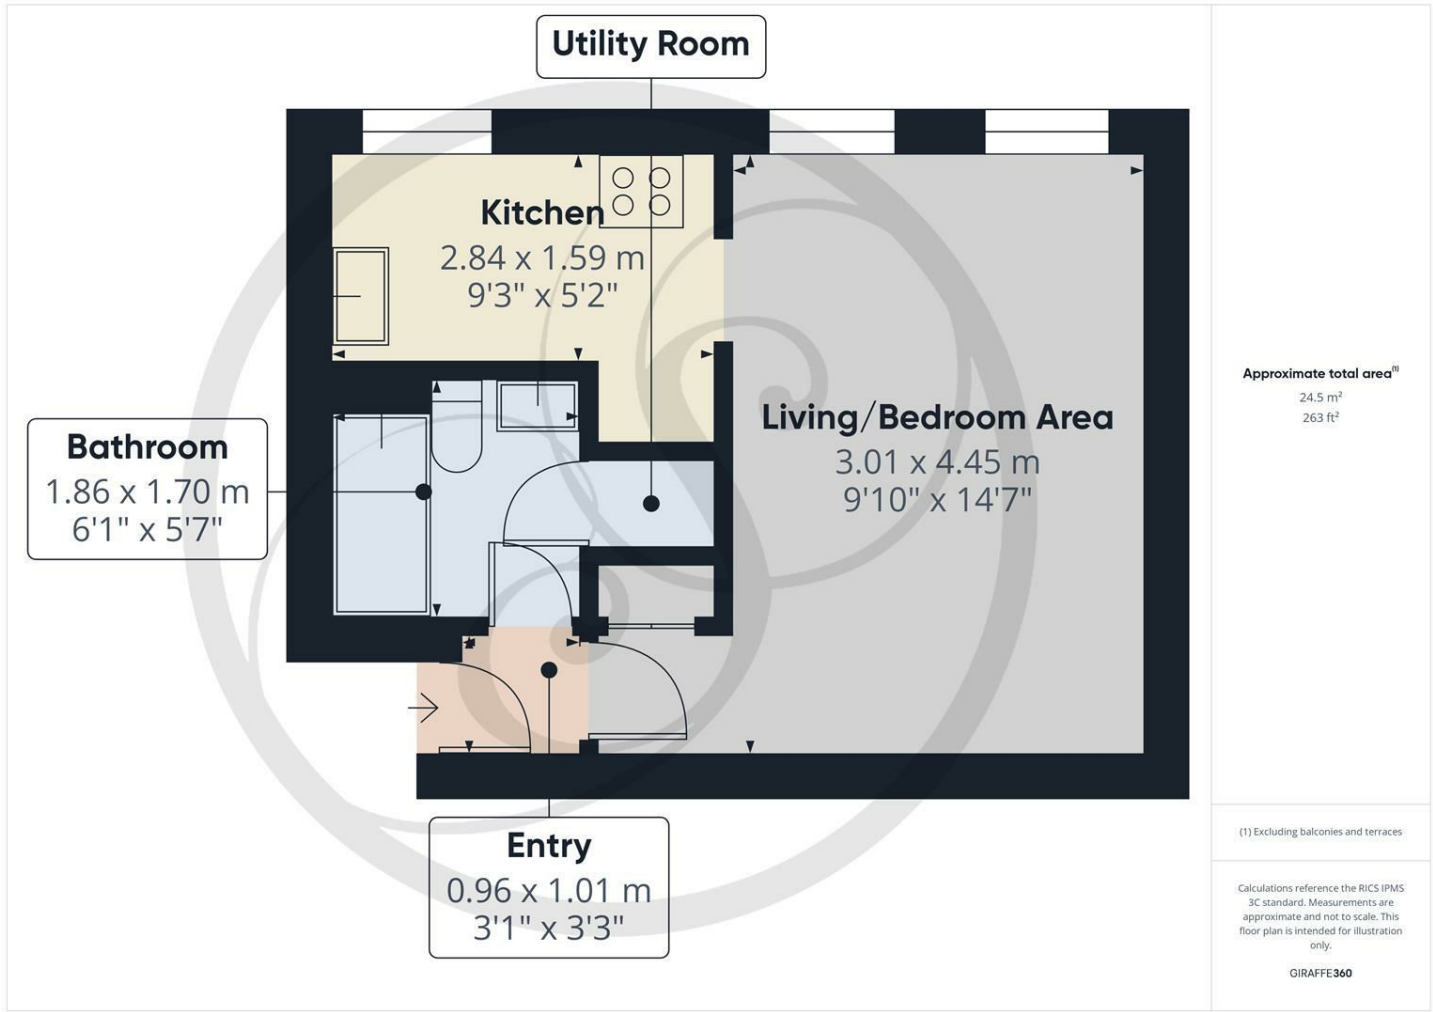 Utility Room
Kitchen
2.84 x 1.59 m
9'3" x 5'2"
Living/Bedroom Area
3.01 x 4.45 m
9'10" x 14'7"
Bathroom
1.86 x 1.70 m
6'1" x 5'7"
Entry
0.96 x 1.01 m
3'1" x 3'3"
Approximate total area(1)
24.5 m²
263 ft²
(1) Excluding balconies and terraces
Calculations reference the RICS IPMS
3C standard. Measurements are
approximate and not to scale. This
floor plan is intended for illustration
only.
GIRAFFE360